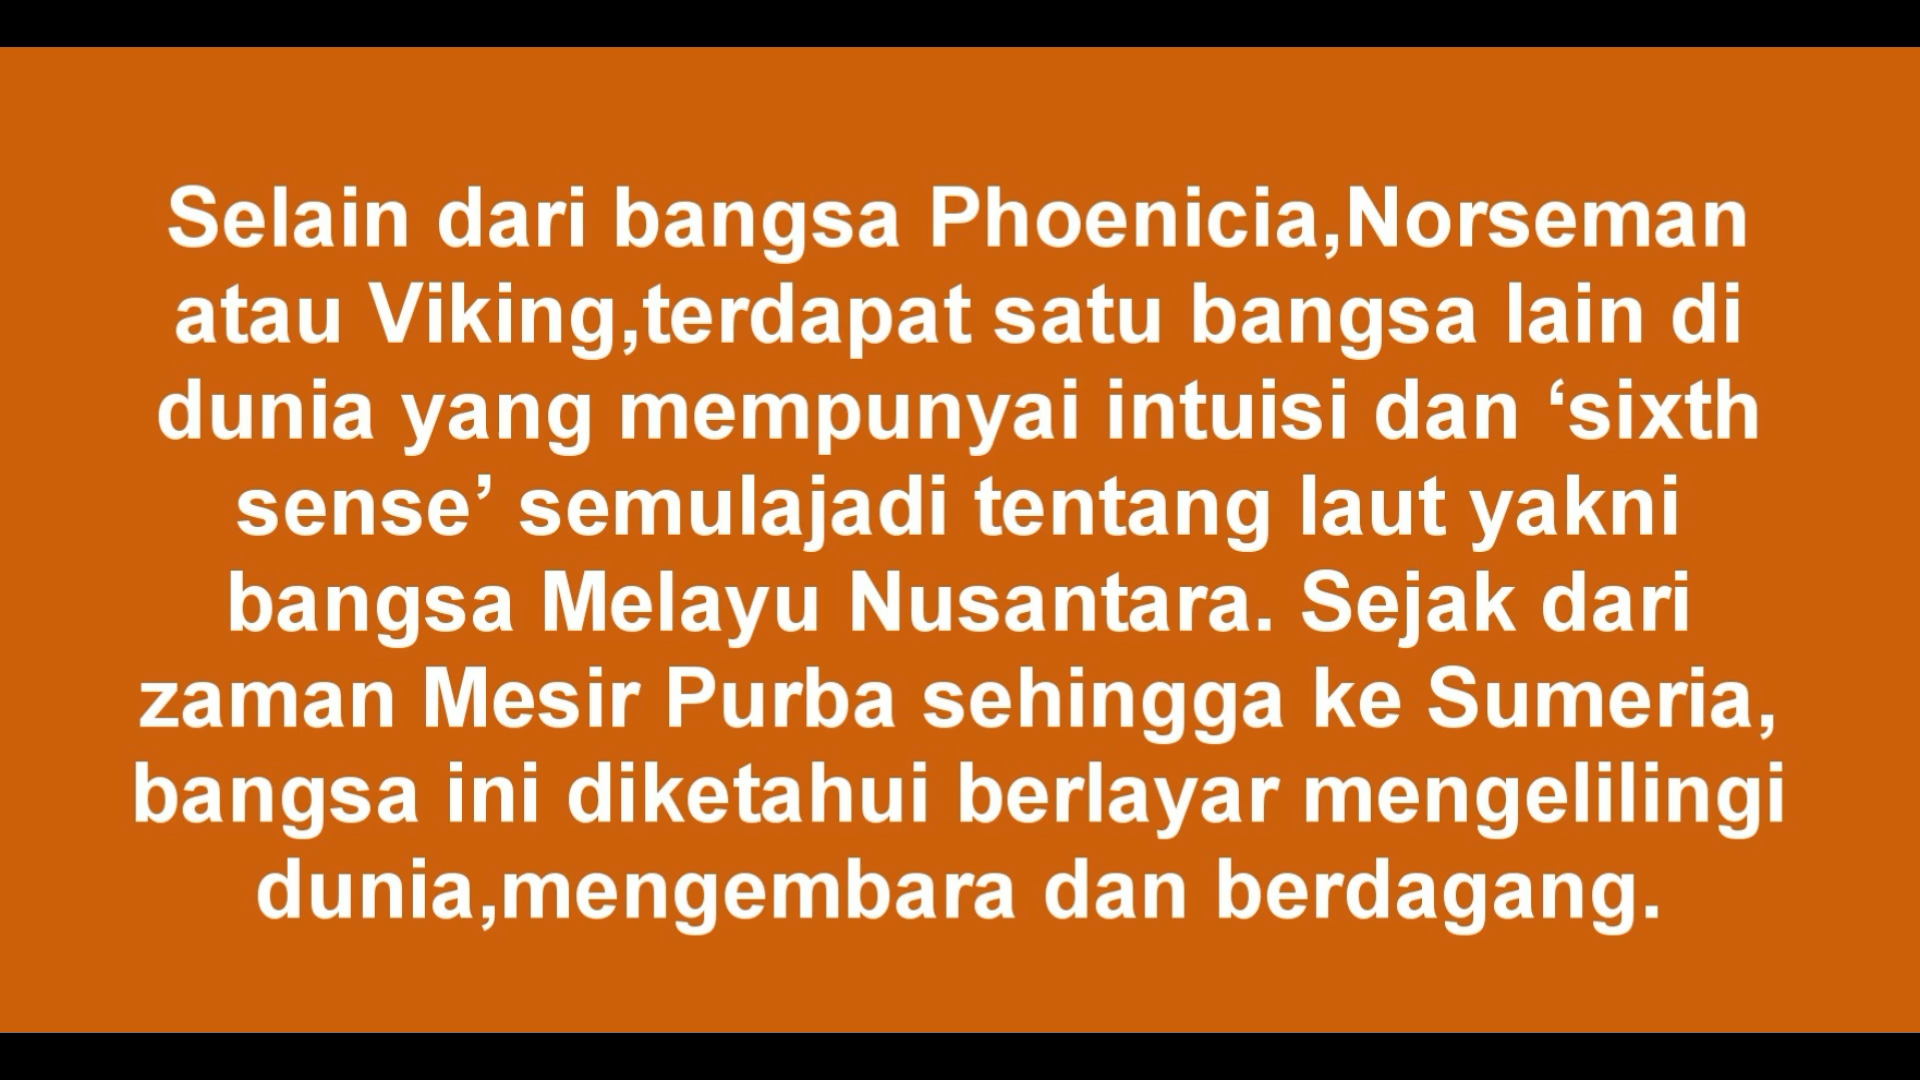 Selain dari bangsa Phoenicia,Norseman
atau Viking,terdapat satu bangsa lain di
dunia yang mempunyai intuisi dan ‘sixth
sense’ semulajadi tentang laut yakni
bangsa Melayu Nusantara. Sejak dari
zaman Mesir Purba sehingga ke Sumeria,
bangsa ini diketahui berlayar mengelilingi
dunia,mengembara dan berdagang.